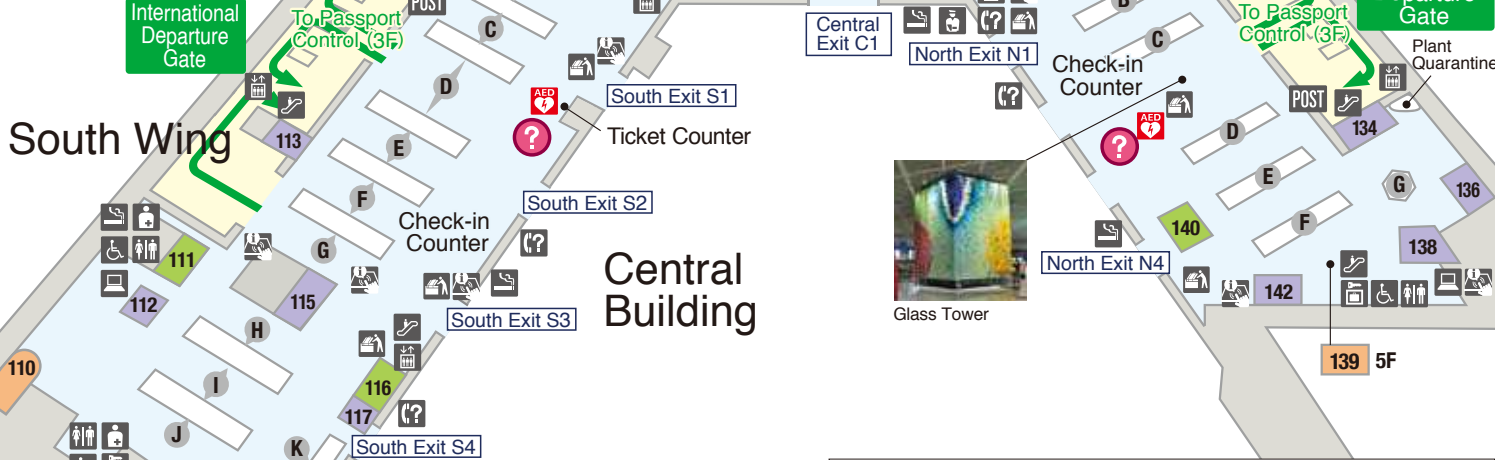 International
Departure
Gate
To Passport
Control (3F)
POST
C
D
E
F
G
H
I
J
K
South Wing
113
111
112
115
110
116
117
AED
?
Ticket Counter
South Exit S1
South Exit S2
South Exit S3
South Exit S4
Check-in
Counter
Central
Building
Central
Exit C1
North Exit N1
Check-in
Counter
B
C
D
E
F
G
To Passport
Control (3F)
Departure
Gate
Plant
Quarantine
POST
134
136
138
140
142
139 5F
AED
?
North Exit N4
Glass Tower